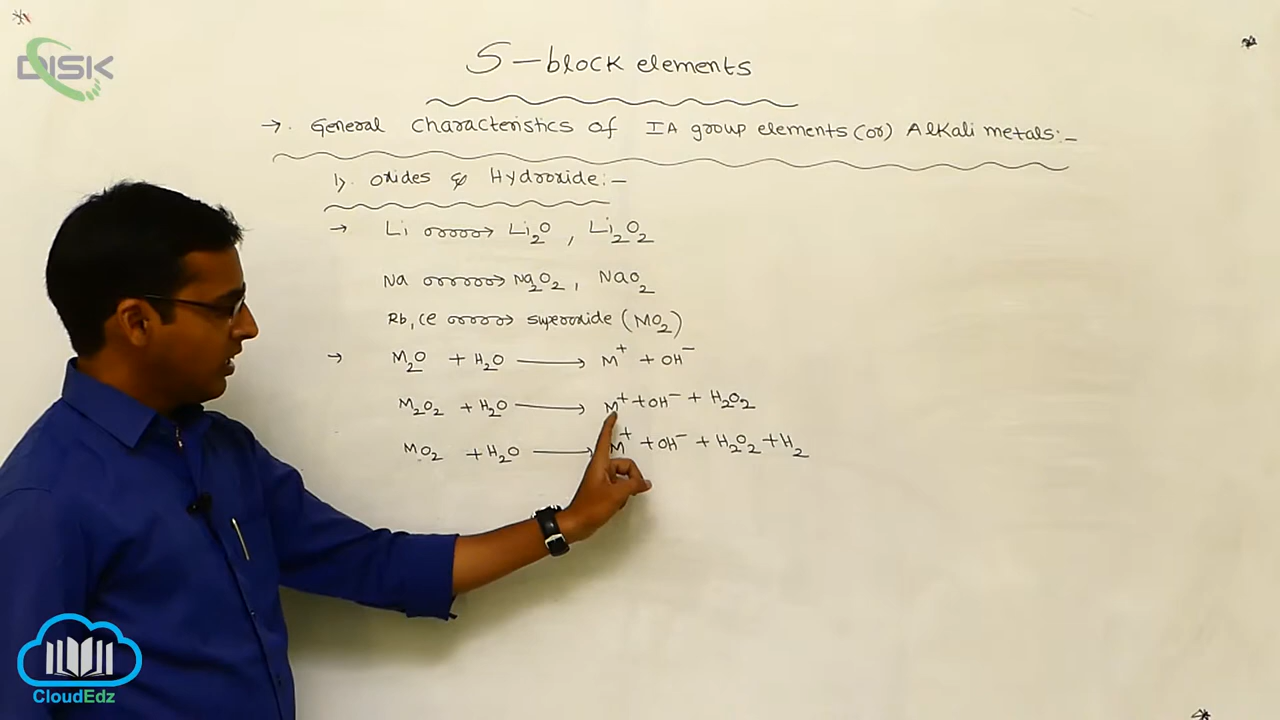 DISK
S-block elements
→. General characteristics of IA group elements (or) Alkali metals:-
1). Oxides & Hydroxide:-
→ Li → Li₂O , Li₂O₂
Na → Na₂O₂, NaO₂
Rb, Ce → superoxide (MO₂)
→ M₂O + H₂O → M⁺ + OH⁻
M₂O₂ + H₂O → M⁺ + OH⁻ + H₂O₂
MO₂ + H₂O → M⁺ + OH⁻ + H₂O₂ + H₂
CloudEdz